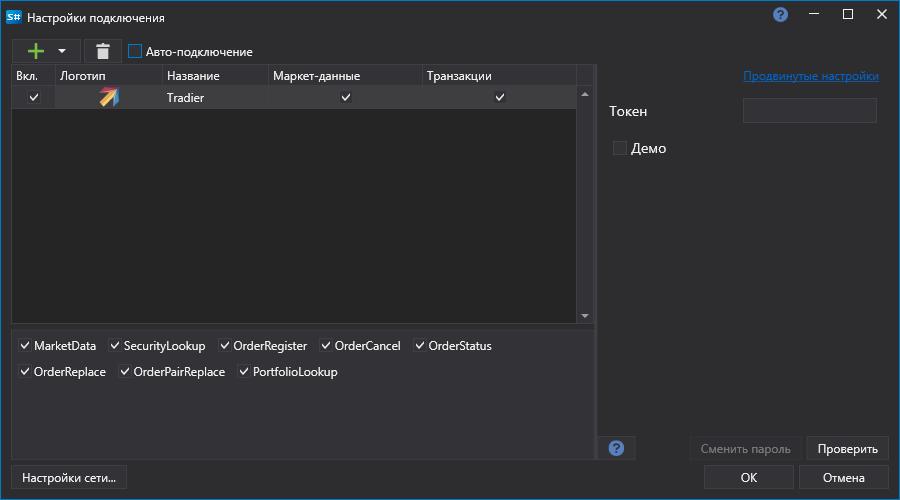 S# Настройки подключения
Авто-подключение
Вкл. Логотип Название Маркет-данные Транзакции
Tradier
Продвинутые настройки
Токен
Демо
MarketData SecurityLookup OrderRegister OrderCancel OrderStatus
OrderReplace OrderPairReplace PortfolioLookup
Сменить пароль Проверить
Настройки сети... OK Отмена